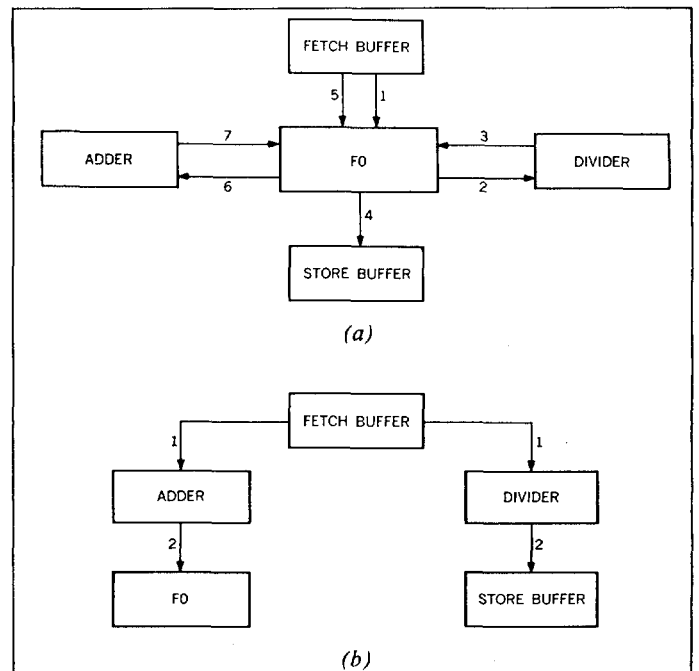 FETCH BUFFER
5 1
7 3
ADDER F0 DIVIDER
6 2
4
STORE BUFFER
(a)
FETCH BUFFER
1 1
ADDER DIVIDER
2 2
F0 STORE BUFFER
(b)